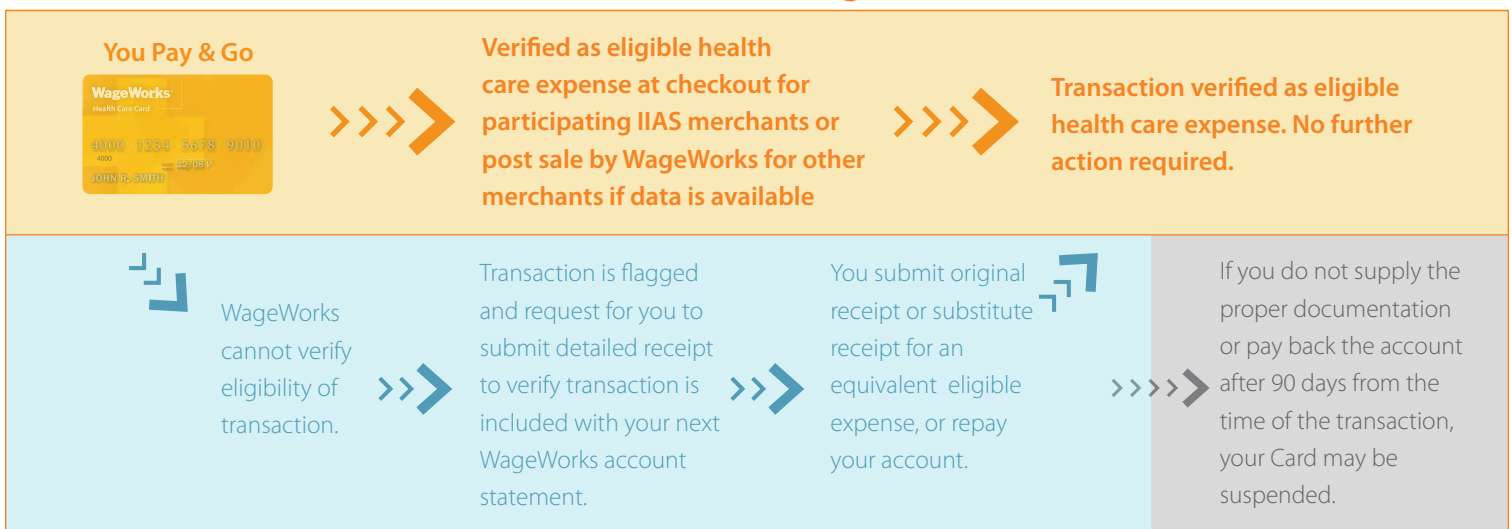 You Pay & Go
WageWorks
Health Care Card
4000 1234 5678 9010
4000
12/08 V
JOHN R. SMITH
Verified as eligible health
care expense at checkout for
participating IIAS merchants or
post sale by WageWorks for other
merchants if data is available
Transaction verified as eligible
health care expense. No further
action required.
WageWorks
cannot verify
eligibility of
transaction.
Transaction is flagged
and request for you to
submit detailed receipt
to verify transaction is
included with your next
WageWorks account
statement.
You submit original
receipt or substitute
receipt for an
equivalent eligible
expense, or repay
your account.
If you do not supply the
proper documentation
or pay back the account
after 90 days from the
time of the transaction,
your Card may be
suspended.